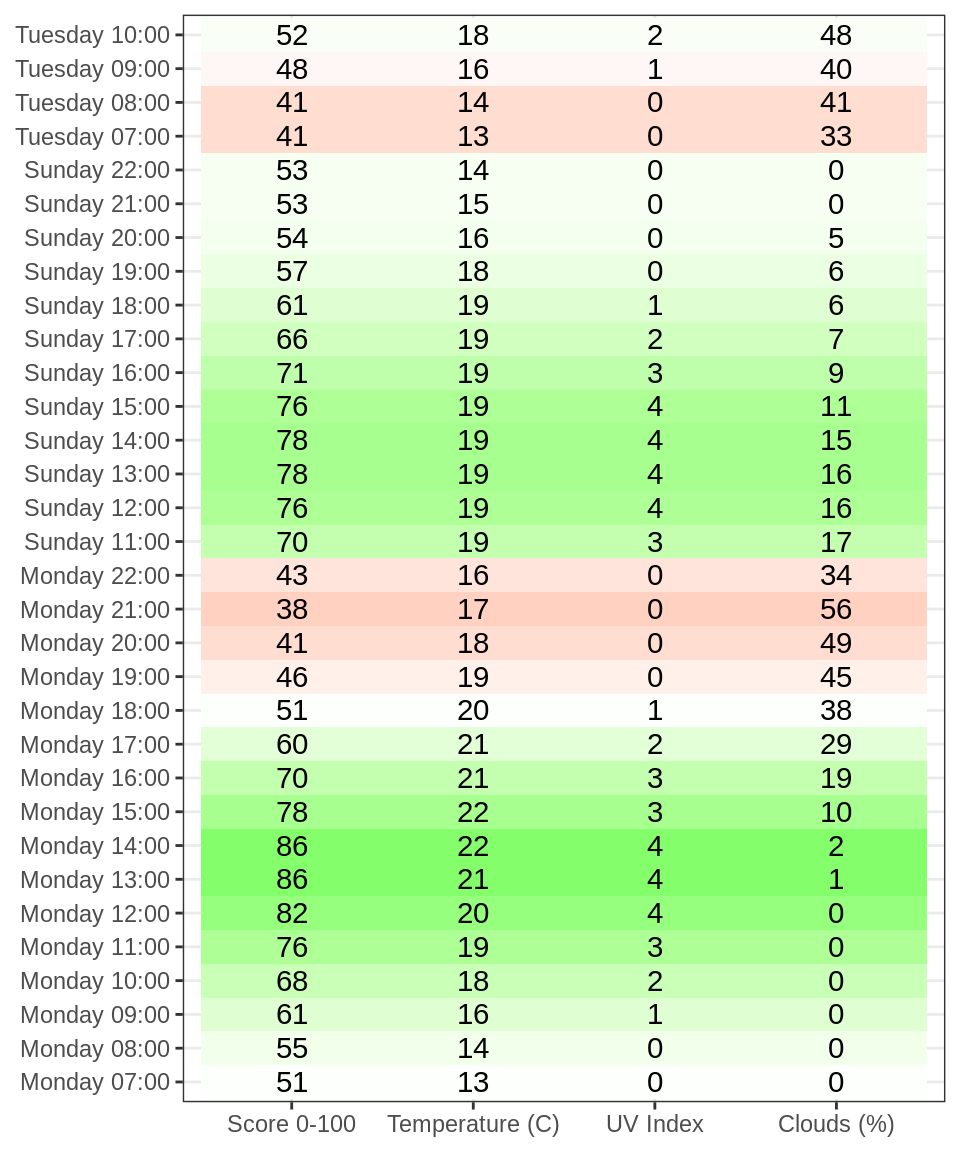 Tuesday 10:00 52 18 2 48
Tuesday 09:00 48 16 1 40
Tuesday 08:00 41 14 0 41
Tuesday 07:00 41 13 0 33
Sunday 22:00 53 14 0 0
Sunday 21:00 53 15 0 0
Sunday 20:00 54 16 0 5
Sunday 19:00 57 18 0 6
Sunday 18:00 61 19 1 6
Sunday 17:00 66 19 2 7
Sunday 16:00 71 19 3 9
Sunday 15:00 76 19 4 11
Sunday 14:00 78 19 4 15
Sunday 13:00 78 19 4 16
Sunday 12:00 76 19 4 16
Sunday 11:00 70 19 3 17
Monday 22:00 43 16 0 34
Monday 21:00 38 17 0 56
Monday 20:00 41 18 0 49
Monday 19:00 46 19 0 45
Monday 18:00 51 20 1 38
Monday 17:00 60 21 2 29
Monday 16:00 70 21 3 19
Monday 15:00 78 22 3 10
Monday 14:00 86 22 4 2
Monday 13:00 86 21 4 1
Monday 12:00 82 20 4 0
Monday 11:00 76 19 3 0
Monday 10:00 68 18 2 0
Monday 09:00 61 16 1 0
Monday 08:00 55 14 0 0
Monday 07:00 51 13 0 0
Score 0-100 Temperature (C) UV Index Clouds (%)